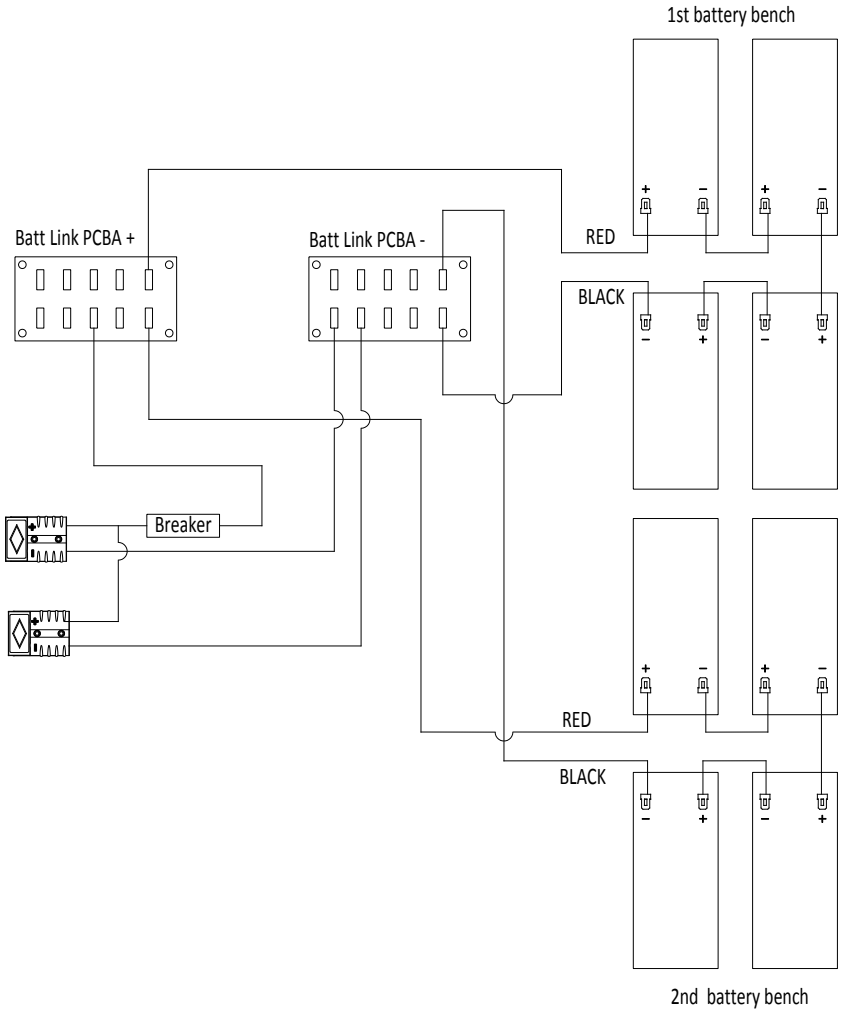 1st battery bench
+ − + −
RED
Batt Link PCBA +
Batt Link PCBA -
BLACK
− + − +
Breaker
+
-
+
-
+ − + −
RED
BLACK
− + − +
2nd battery bench